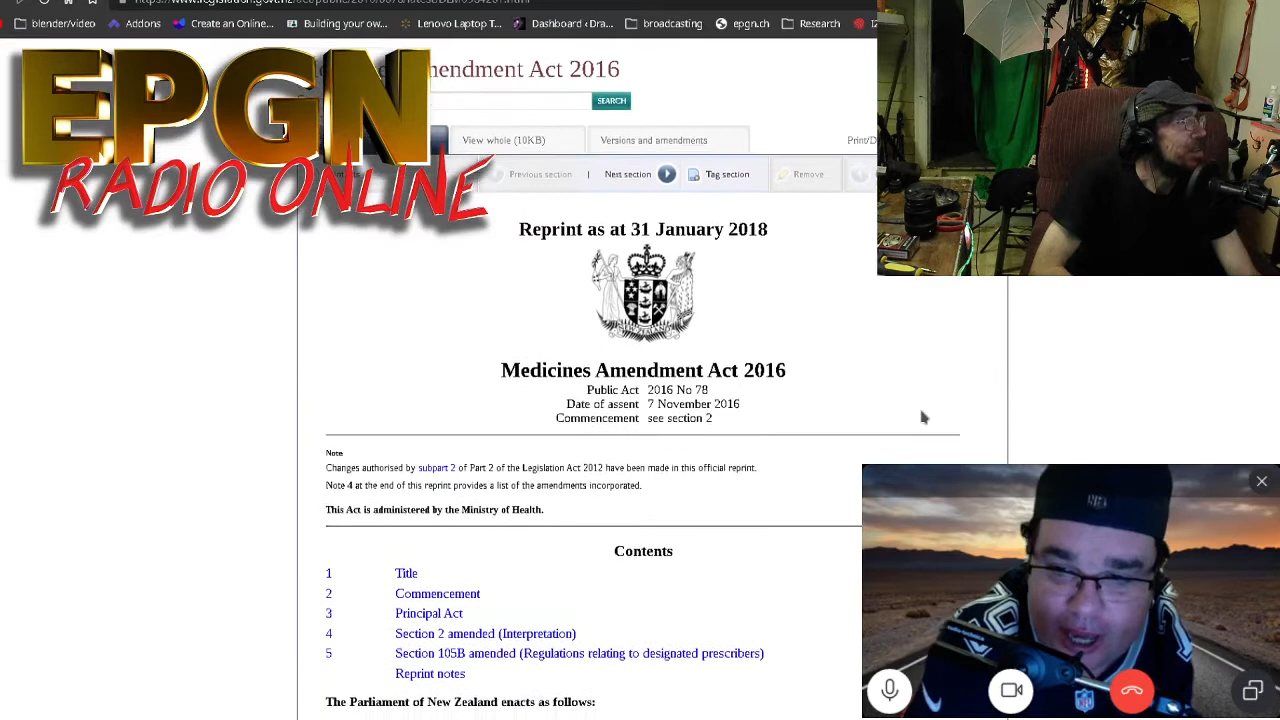 blender/video
Addons
Create an Online...
Building your ow...
Lenovo Laptop T...
Dashboard ‹ Dra...
broadcasting
epgn.ch
Research
EPGN
RADIO ONLINE
mendment Act 2016
SEARCH
View whole (10KB)
Versions and amendments
Print/D
Previous section
|
Next section
Tag section
Remove
Reprint as at 31 January 2018
Medicines Amendment Act 2016
Public Act 2016 No 78
Date of assent 7 November 2016
Commencement see section 2
Note
Changes authorised by subpart 2 of Part 2 of the Legislation Act 2012 have been made in this official reprint.
Note 4 at the end of this reprint provides a list of the amendments incorporated.
This Act is administered by the Ministry of Health.
Contents
1 Title
2 Commencement
3 Principal Act
4 Section 2 amended (Interpretation)
5 Section 105B amended (Regulations relating to designated prescribers)
Reprint notes
The Parliament of New Zealand enacts as follows:
NFL
audio-technica
NFL